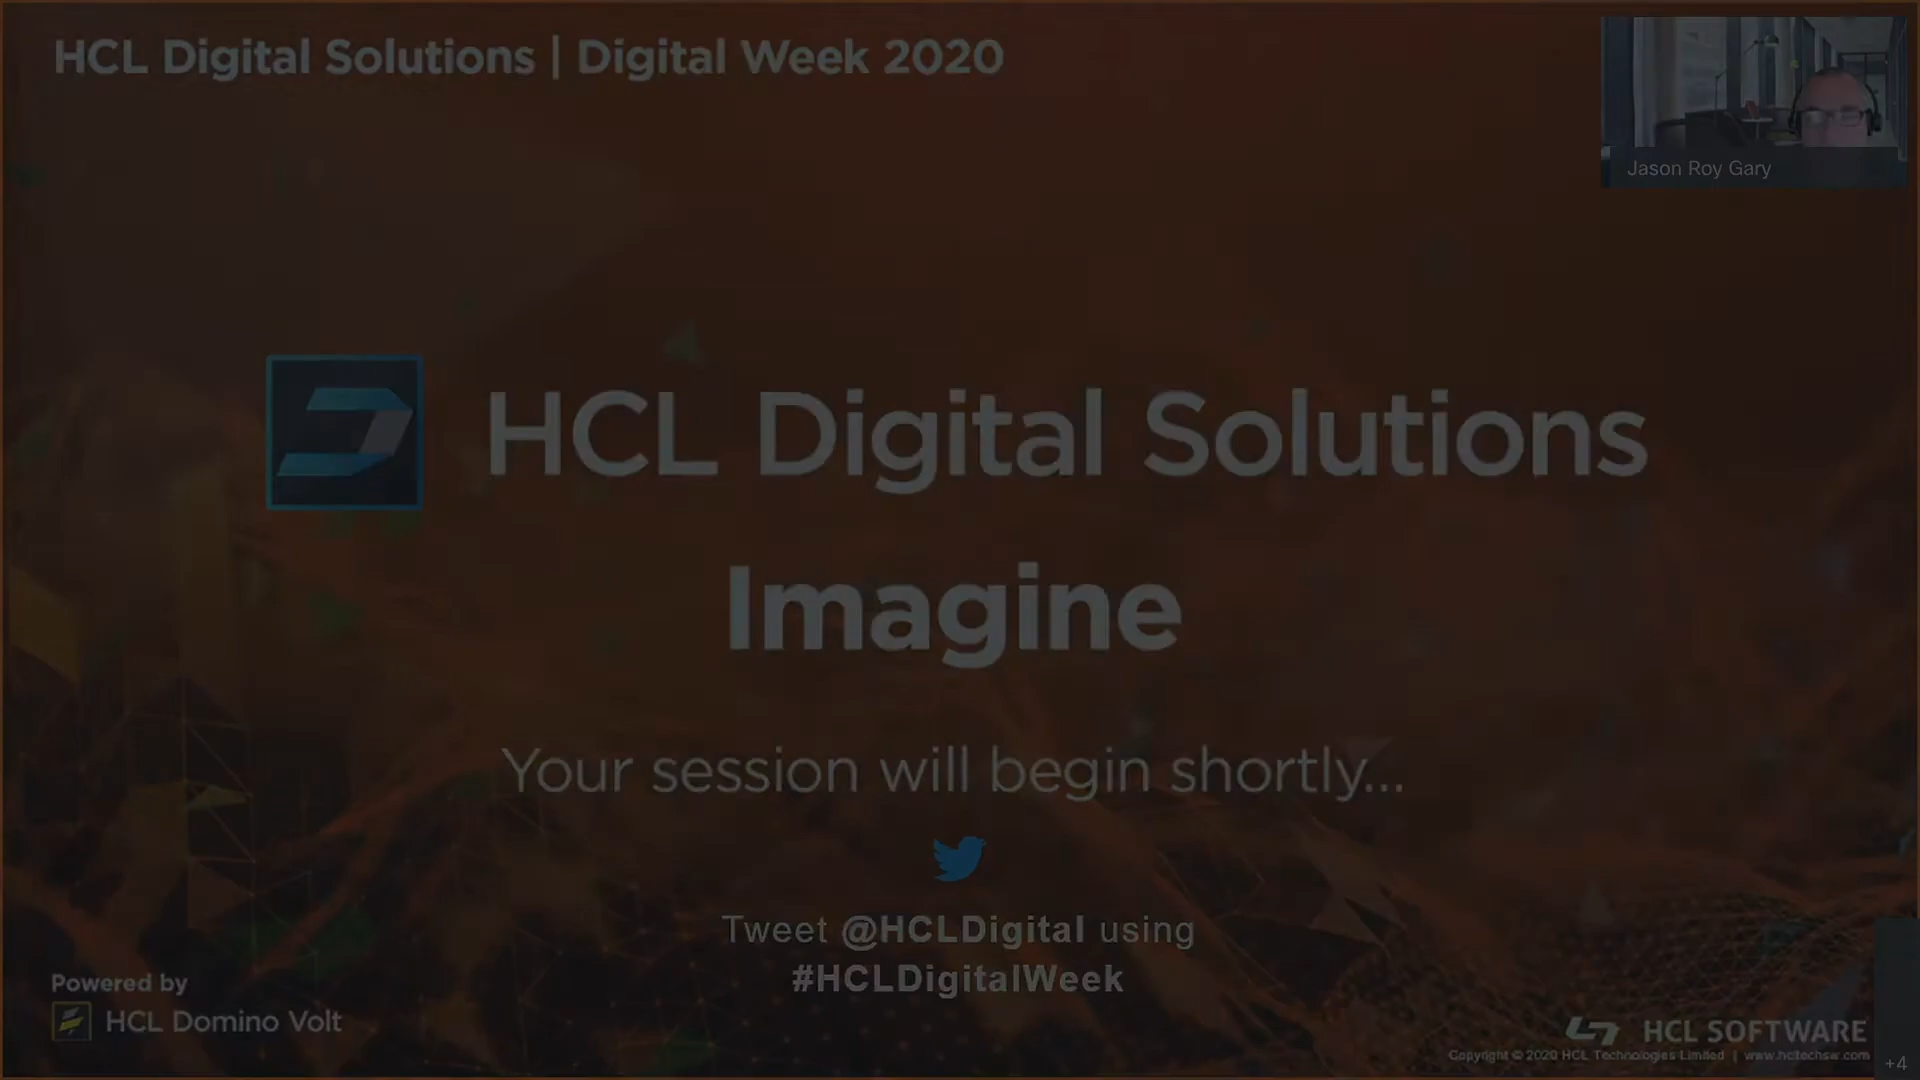 HCL Digital Solutions | Digital Week 2020
Jason Roy Gary
HCL Digital Solutions
Imagine
Your session will begin shortly...
Tweet @HCLDigital using
#HCLDigitalWeek
Powered by
HCL Domino Volt
HCL SOFTWARE
Copyright © 2020 HCL Technologies Limited | www.hcltechsw.com
+4